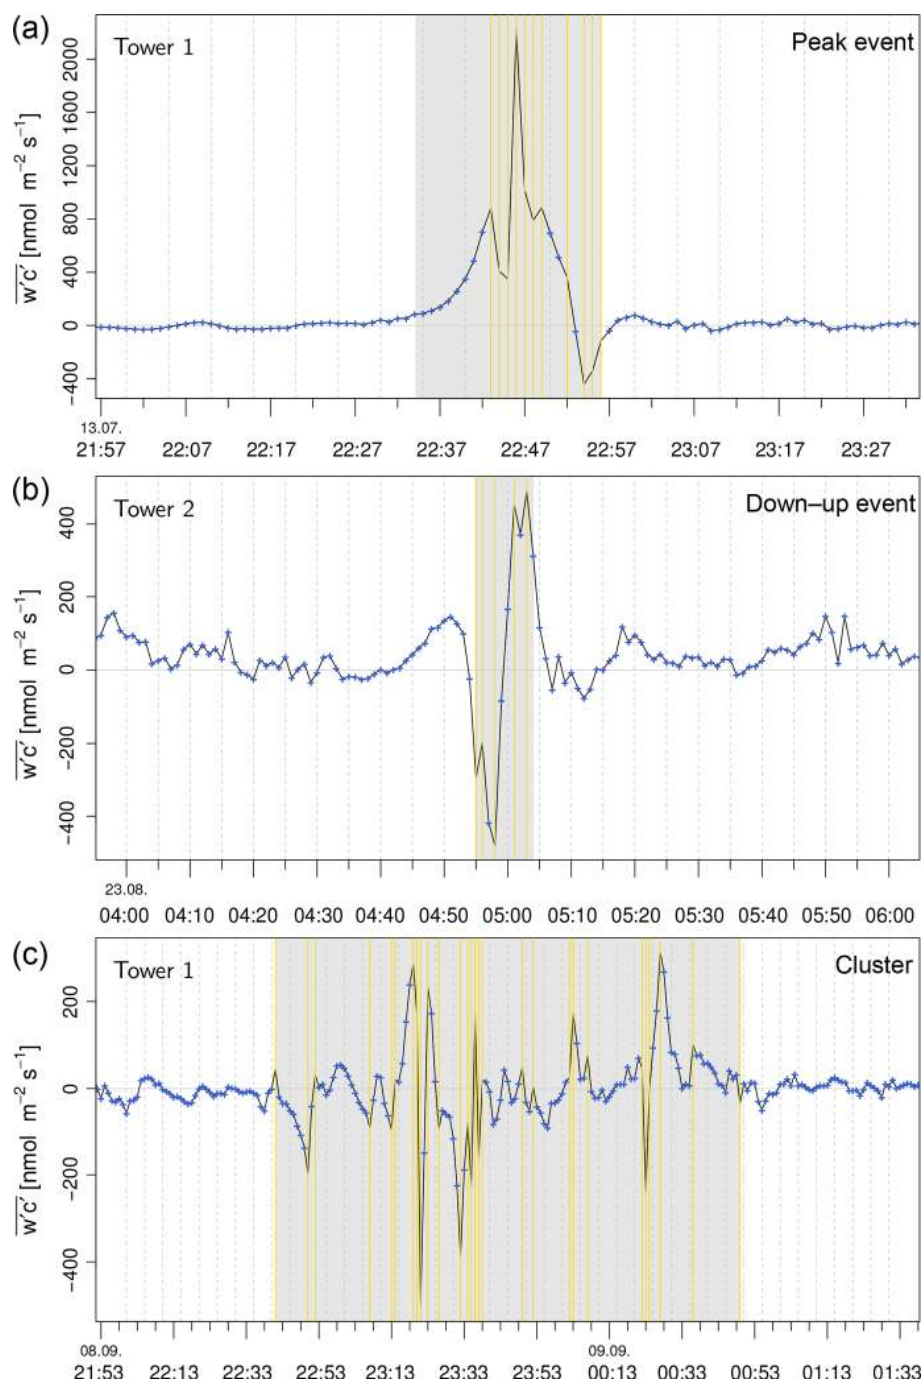 (a)
Tower 1
Peak event
w′c′ [nmol m⁻² s⁻¹]
2000
1600
1200
800
400
0
−400
13.07.
21:57 22:07 22:17 22:27 22:37 22:47 22:57 23:07 23:17 23:27
(b)
Tower 2
Down–up event
w′c′ [nmol m⁻² s⁻¹]
400
200
0
−200
−400
23.08.
04:00 04:10 04:20 04:30 04:40 04:50 05:00 05:10 05:20 05:30 05:40 05:50 06:00
(c)
Tower 1
Cluster
w′c′ [nmol m⁻² s⁻¹]
200
0
−200
−400
08.09. 09.09.
21:53 22:13 22:33 22:53 23:13 23:33 23:53 00:13 00:33 00:53 01:13 01:33